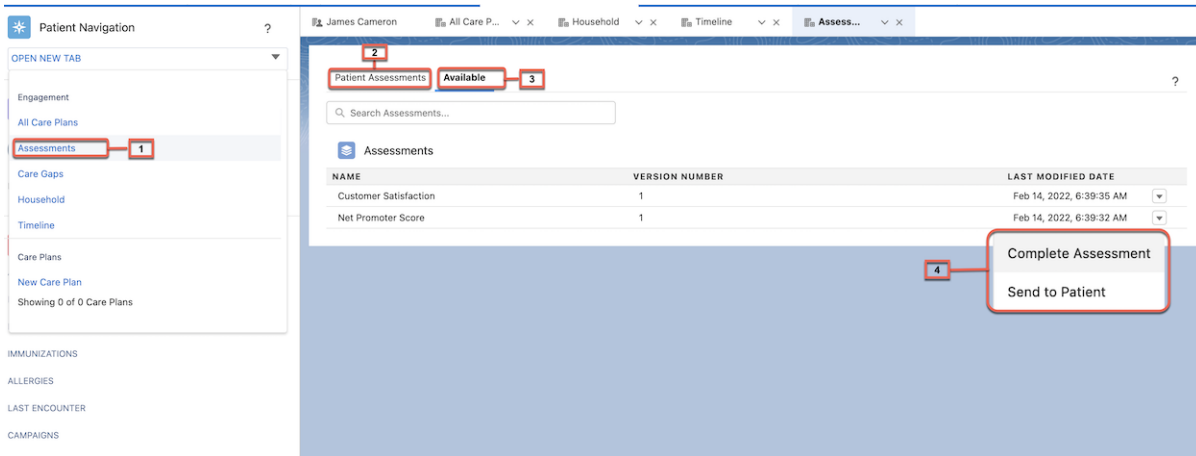 Patient Navigation
?
OPEN NEW TAB
Engagement
All Care Plans
Assessments
1
Care Gaps
Household
Timeline
Care Plans
New Care Plan
Showing 0 of 0 Care Plans
IMMUNIZATIONS
ALLERGIES
LAST ENCOUNTER
CAMPAIGNS
James Cameron
All Care P...
Household
Timeline
Assess...
2
Patient Assessments
Available
3
?
Search Assessments...
Assessments
NAME VERSION NUMBER LAST MODIFIED DATE
Customer Satisfaction 1 Feb 14, 2022, 6:39:35 AM
Net Promoter Score 1 Feb 14, 2022, 6:39:32 AM
4
Complete Assessment
Send to Patient